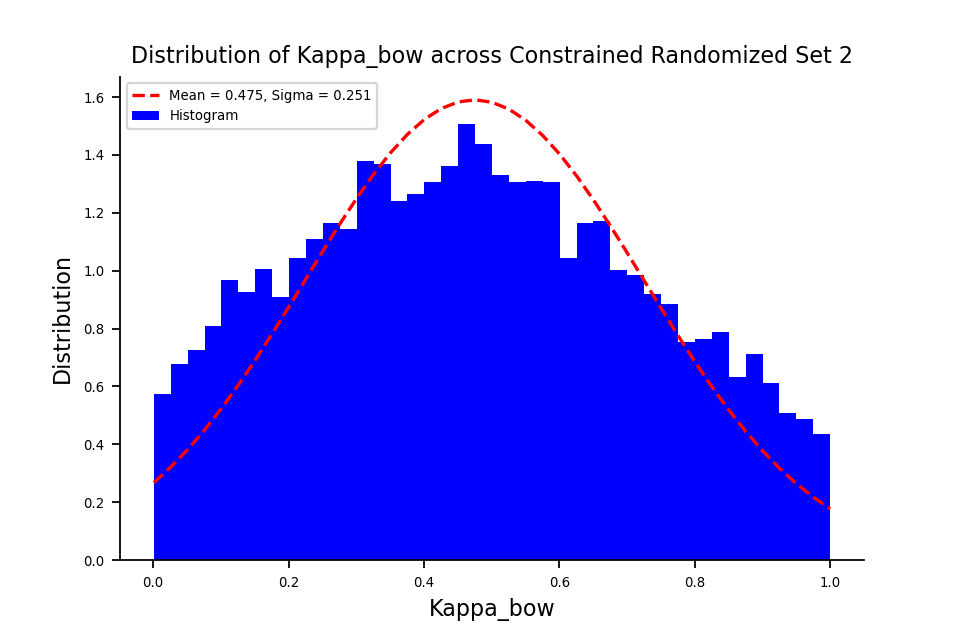 Distribution of Kappa_bow across Constrained Randomized Set 2
Mean = 0.475, Sigma = 0.251
Histogram
Distribution
1.6
1.4
1.2
1.0
0.8
0.6
0.4
0.2
0.0
0.0 0.2 0.4 0.6 0.8 1.0
Kappa_bow